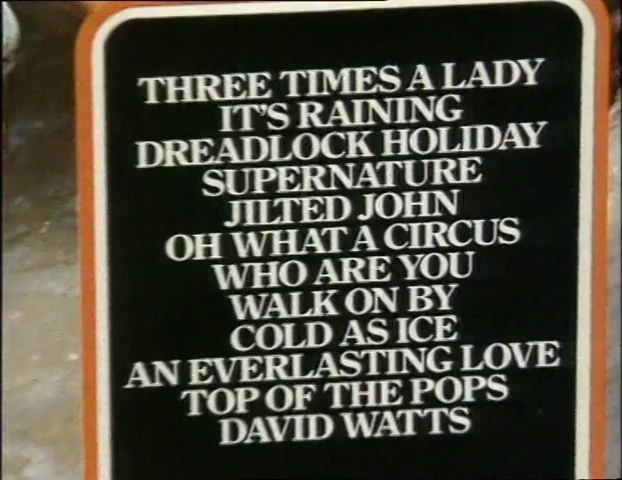 THREE TIMES A LADY
IT'S RAINING
DREADLOCK HOLIDAY
SUPERNATURE
JILTED JOHN
OH WHAT A CIRCUS
WHO ARE YOU
WALK ON BY
COLD AS ICE
AN EVERLASTING LOVE
TOP OF THE POPS
DAVID WATTS